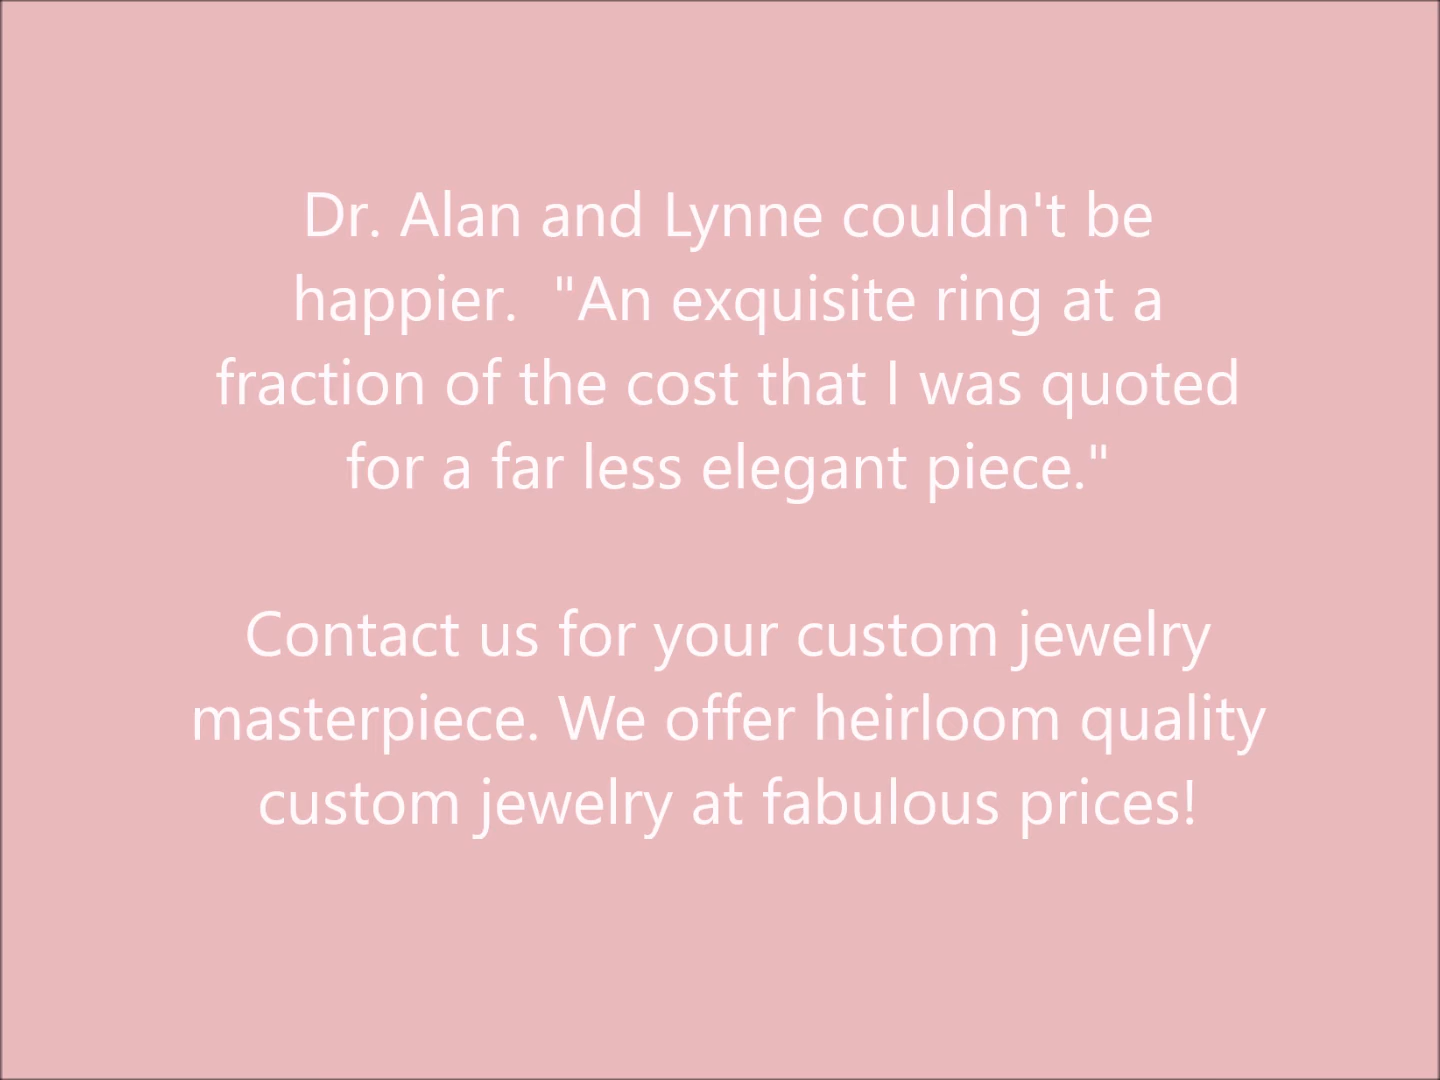 Dr. Alan and Lynne couldn't be
happier.  "An exquisite ring at a
fraction of the cost that I was quoted
for a far less elegant piece."
Contact us for your custom jewelry
masterpiece. We offer heirloom quality
custom jewelry at fabulous prices!